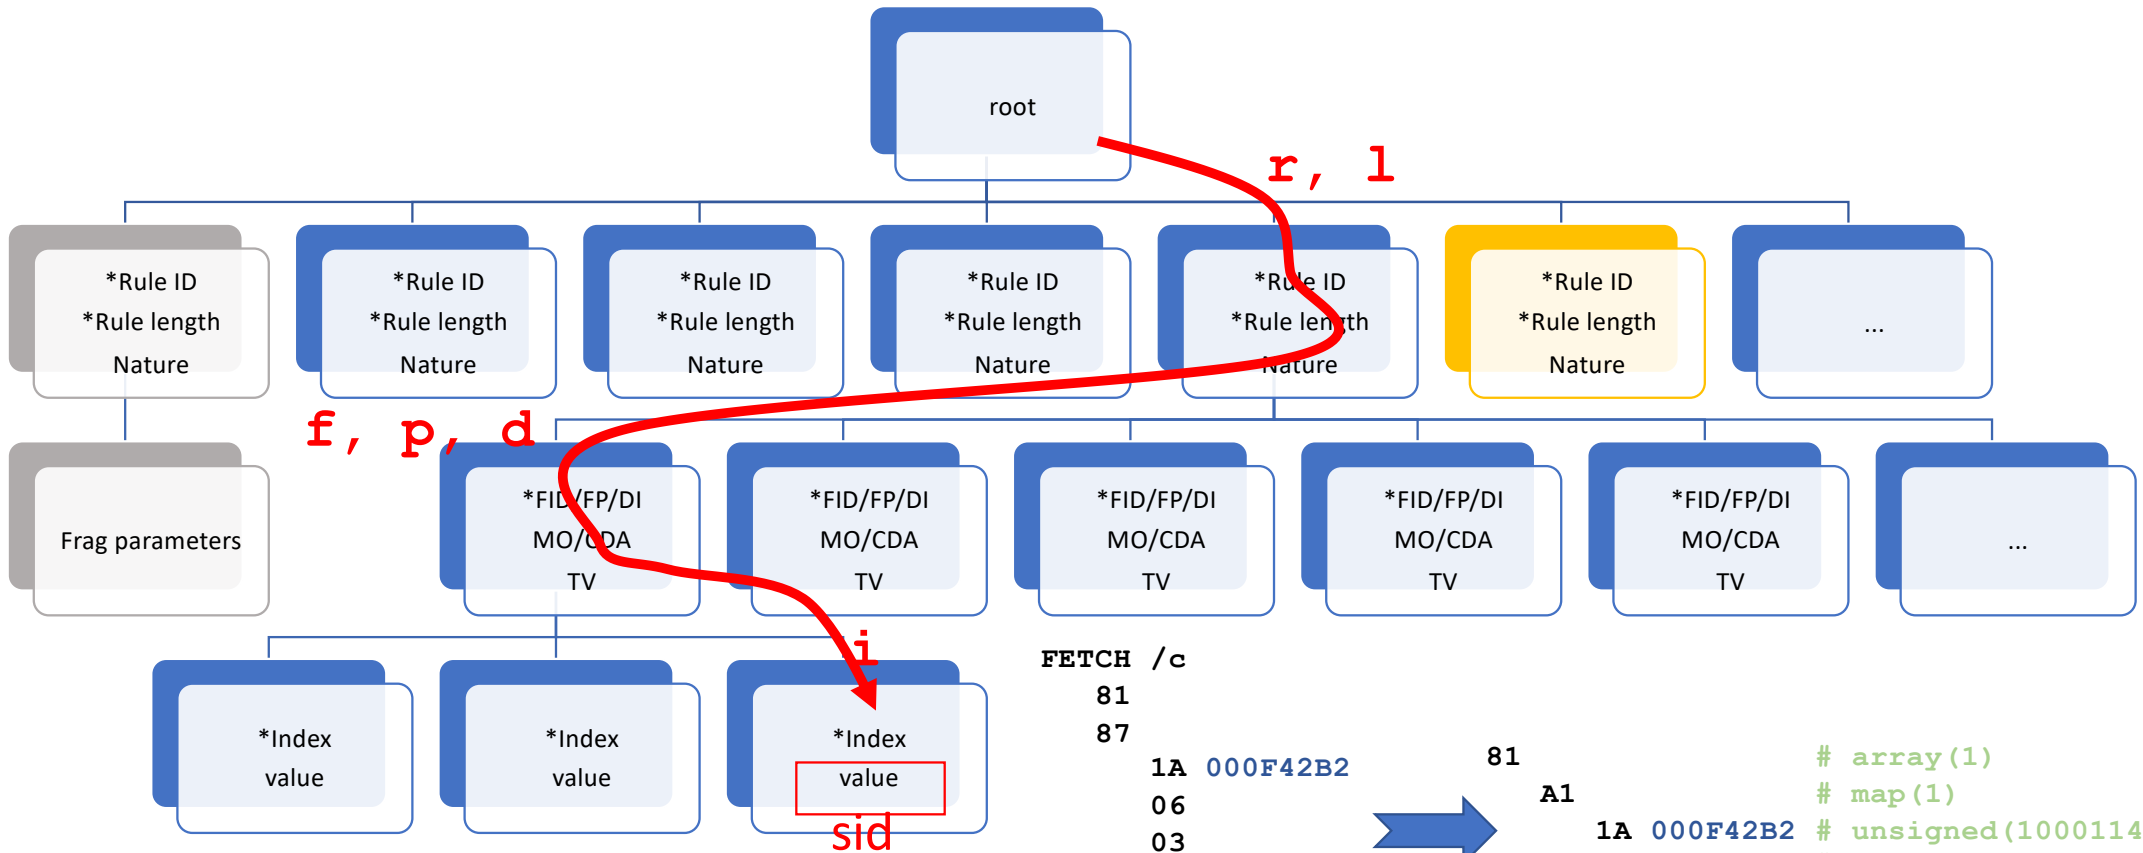 root
r, l
*Rule ID
*Rule length
Nature
*Rule ID
*Rule length
Nature
*Rule ID
*Rule length
Nature
*Rule ID
*Rule length
Nature
*Rule ID
*Rule length
Nature
*Rule ID
*Rule length
Nature
...
f, p, d
Frag parameters
*FID/FP/DI
MO/CDA
TV
*FID/FP/DI
MO/CDA
TV
*FID/FP/DI
MO/CDA
TV
*FID/FP/DI
MO/CDA
TV
*FID/FP/DI
MO/CDA
TV
...
i
*Index
value
*Index
value
*Index
value
sid
FETCH /c
81
87
1A 000F42B2
06
03
81 # array(1)
A1 # map(1)
1A 000F42B2 # unsigned(1000114